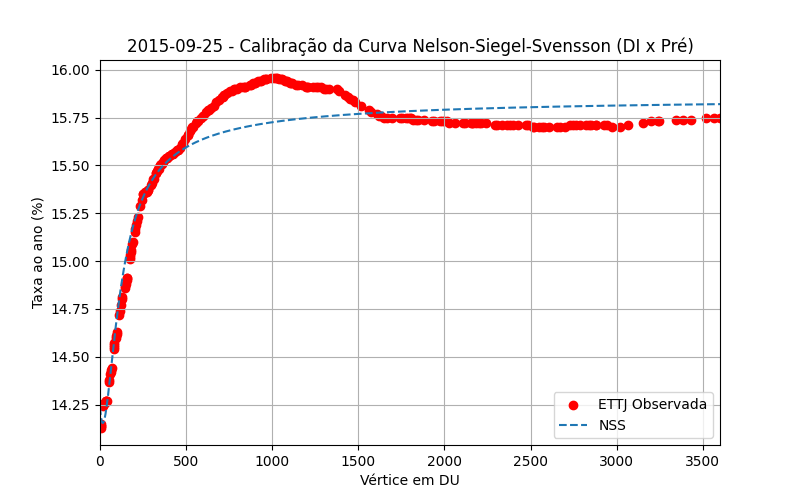 2015-09-25 - Calibração da Curva Nelson-Siegel-Svensson (DI x Pré)
Taxa ao ano (%)
16.00
15.75
15.50
15.25
15.00
14.75
14.50
14.25
0 500 1000 1500 2000 2500 3000 3500
Vértice em DU
ETTJ Observada
NSS